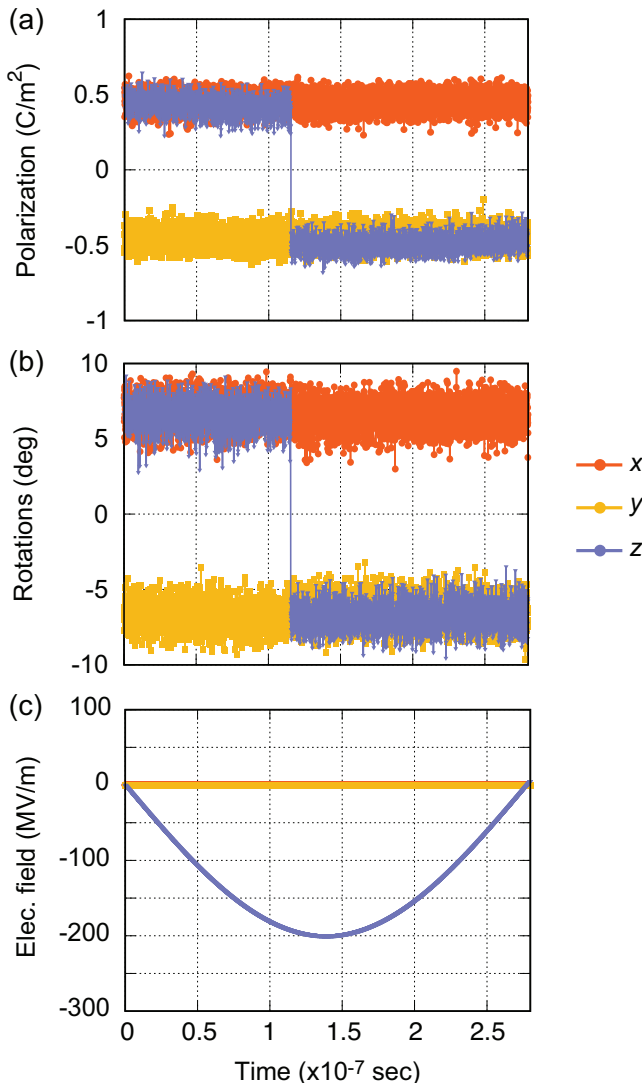 (a)
Polarization (C/m²)
1
0.5
0
-0.5
-1
(b)
Rotations (deg)
10
5
0
-5
-10
x
y
z
(c)
Elec. field (MV/m)
100
0
-100
-200
-300
0 0.5 1 1.5 2 2.5
Time (x10⁻⁷ sec)